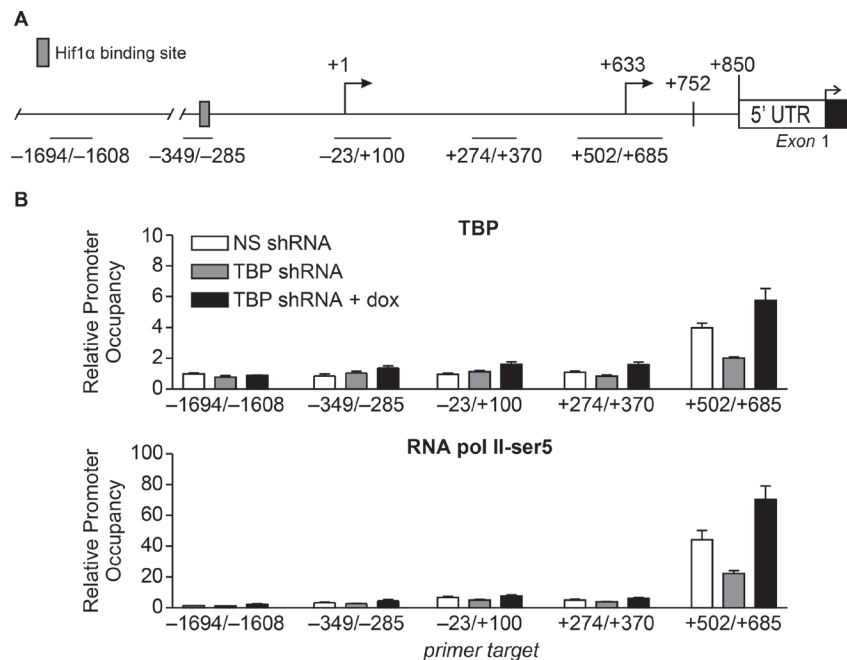 A
Hif1α binding site
+1
+633
+752
+850
5' UTR
Exon 1
–1694/–1608
–349/–285
–23/+100
+274/+370
+502/+685
B
TBP
NS shRNA
TBP shRNA
TBP shRNA + dox
Relative Promoter
Occupancy
10
8
6
4
2
0
–1694/–1608
–349/–285
–23/+100
+274/+370
+502/+685
RNA pol II-ser5
Relative Promoter
Occupancy
100
80
60
40
20
0
–1694/–1608
–349/–285
–23/+100
+274/+370
+502/+685
primer target